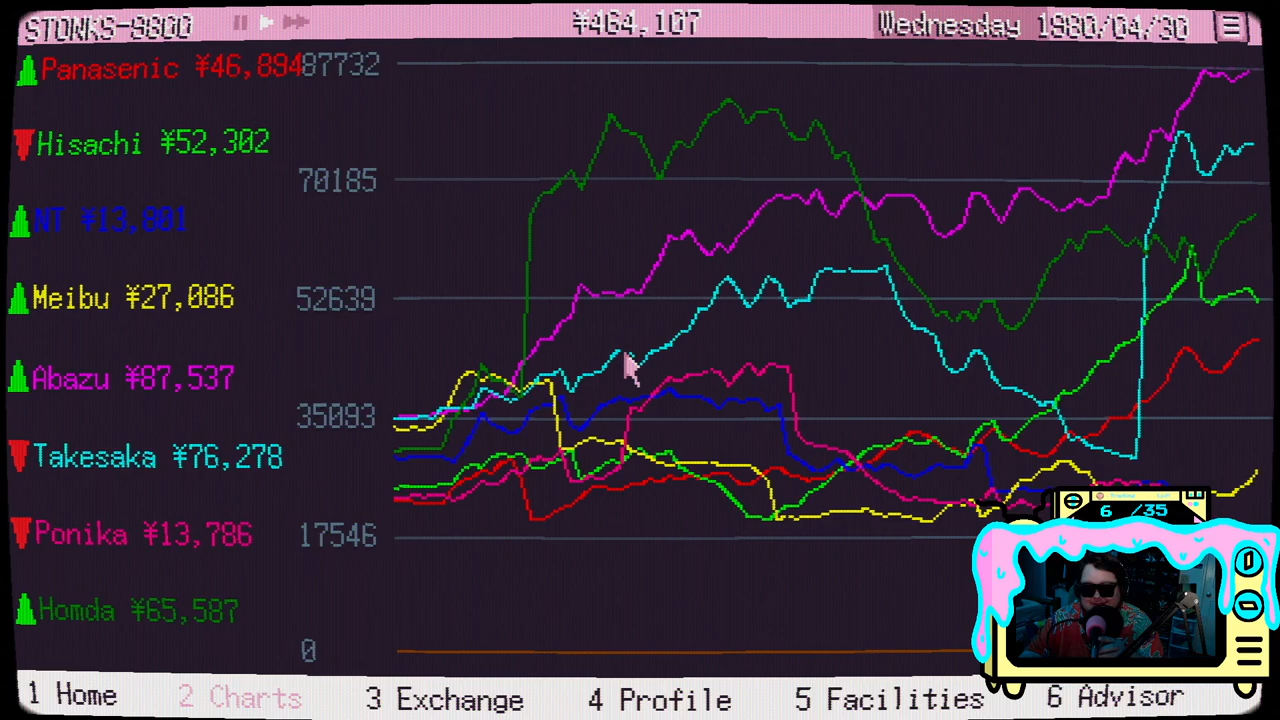 STONKS-9800 ¥464,107 Wednesday 1980/04/30
Panasenic ¥46,894
87732
Hisachi ¥52,302
70185
NT ¥13,801
Meibu ¥27,086
52639
Abazu ¥87,537
35093
Takesaka ¥76,278
Ponika ¥13,786
17546
Homda ¥65,587
0
6 /35
1 Home 2 Charts 3 Exchange 4 Profile 5 Facilities 6 Advisor